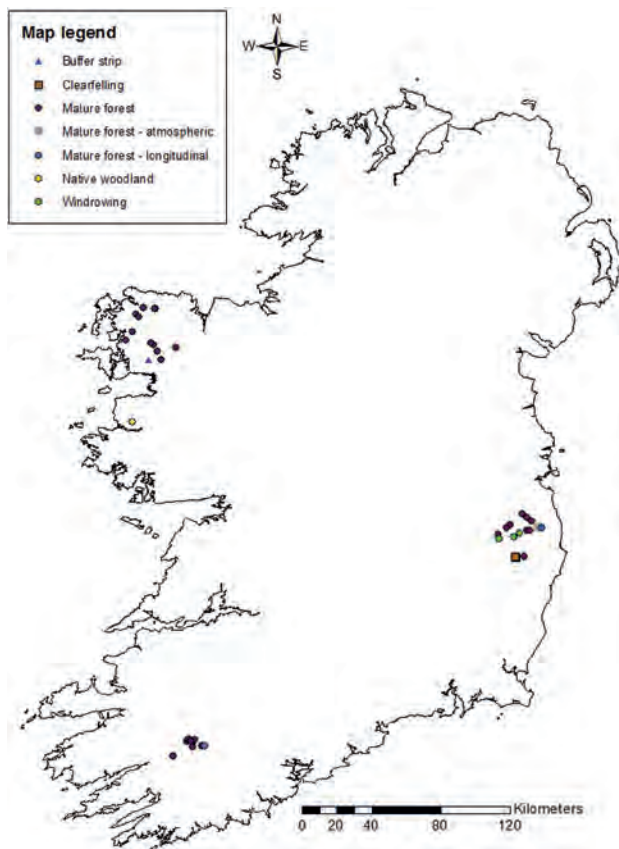 Map legend
Buffer strip
Clearfelling
Mature forest
Mature forest - atmospheric
Mature forest - longitudinal
Native woodland
Windrowing
N
W E
S
Kilometers
0 10 20 40 80 120